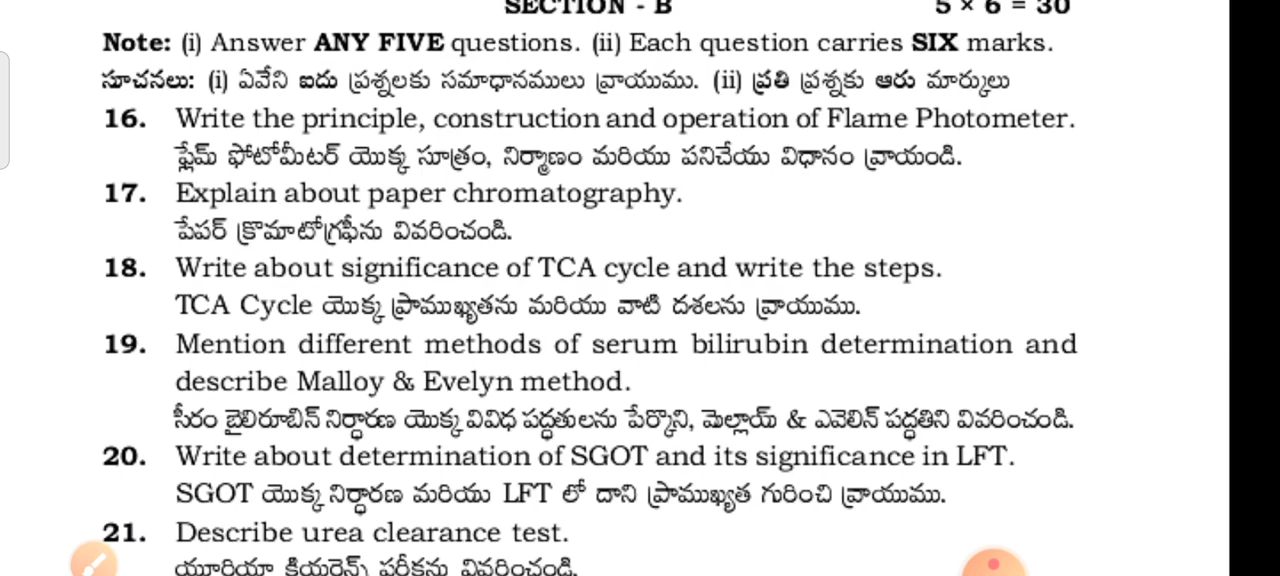 SECTION - B 5 × 6 = 30
Note: (i) Answer ANY FIVE questions. (ii) Each question carries SIX marks.
సూచనలు: (i) ఏవేని ఐదు ప్రశ్నలకు సమాధానములు వ్రాయుము. (ii) ప్రతి ప్రశ్నకు ఆరు మార్కులు
16. Write the principle, construction and operation of Flame Photometer.
ఫ్లేమ్ ఫోటోమీటర్ యొక్క సూత్రం, నిర్మాణం మరియు పనిచేయు విధానం వ్రాయండి.
17. Explain about paper chromatography.
పేపర్ క్రొమాటోగ్రఫీను వివరించండి.
18. Write about significance of TCA cycle and write the steps.
TCA Cycle యొక్క ప్రాముఖ్యతను మరియు వాటి దశలను వ్రాయుము.
19. Mention different methods of serum bilirubin determination and
describe Malloy & Evelyn method.
సీరం బైలిరూబిన్ నిర్ధారణ యొక్క వివిధ పద్ధతులను పేర్కొని, మెల్లాయ్ & ఎవెలిన్ పద్ధతిని వివరించండి.
20. Write about determination of SGOT and its significance in LFT.
SGOT యొక్క నిర్ధారణ మరియు LFT లో దాని ప్రాముఖ్యత గురించి వ్రాయుము.
21. Describe urea clearance test.
యూరియా క్లియరెన్స్ పరీక్షను వివరించండి.